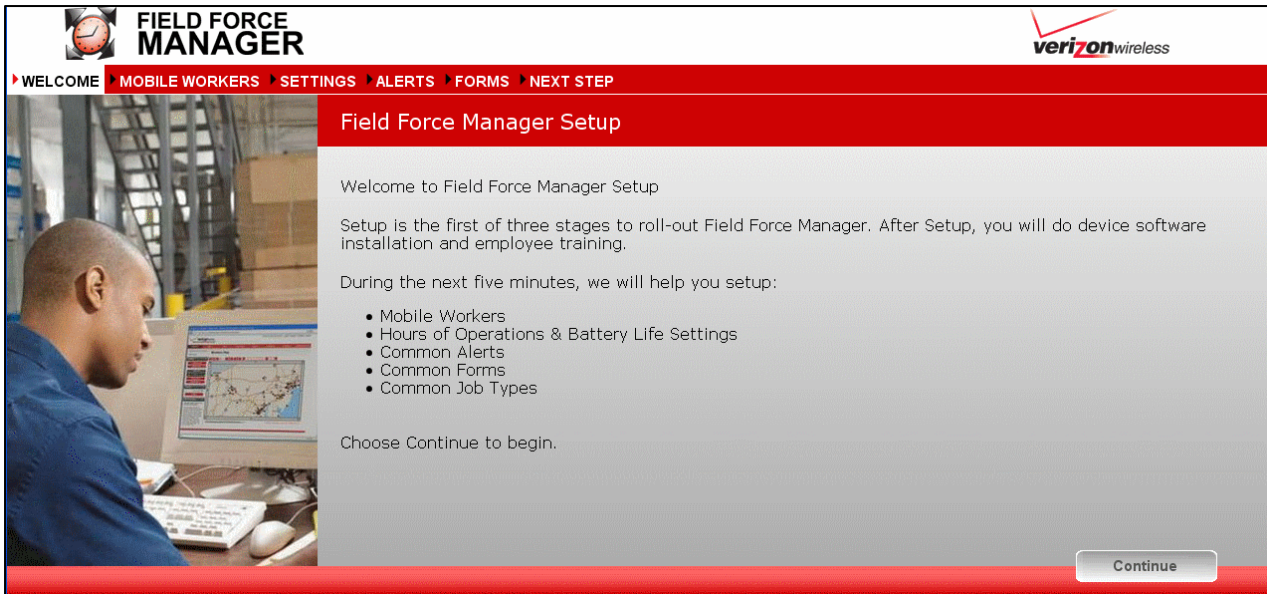 FIELD FORCE
MANAGER
verizonwireless
WELCOME MOBILE WORKERS SETTINGS ALERTS FORMS NEXT STEP
Field Force Manager Setup
Welcome to Field Force Manager Setup
Setup is the first of three stages to roll-out Field Force Manager. After Setup, you will do device software
installation and employee training.
During the next five minutes, we will help you setup:
• Mobile Workers
• Hours of Operations & Battery Life Settings
• Common Alerts
• Common Forms
• Common Job Types
Choose Continue to begin.
Continue